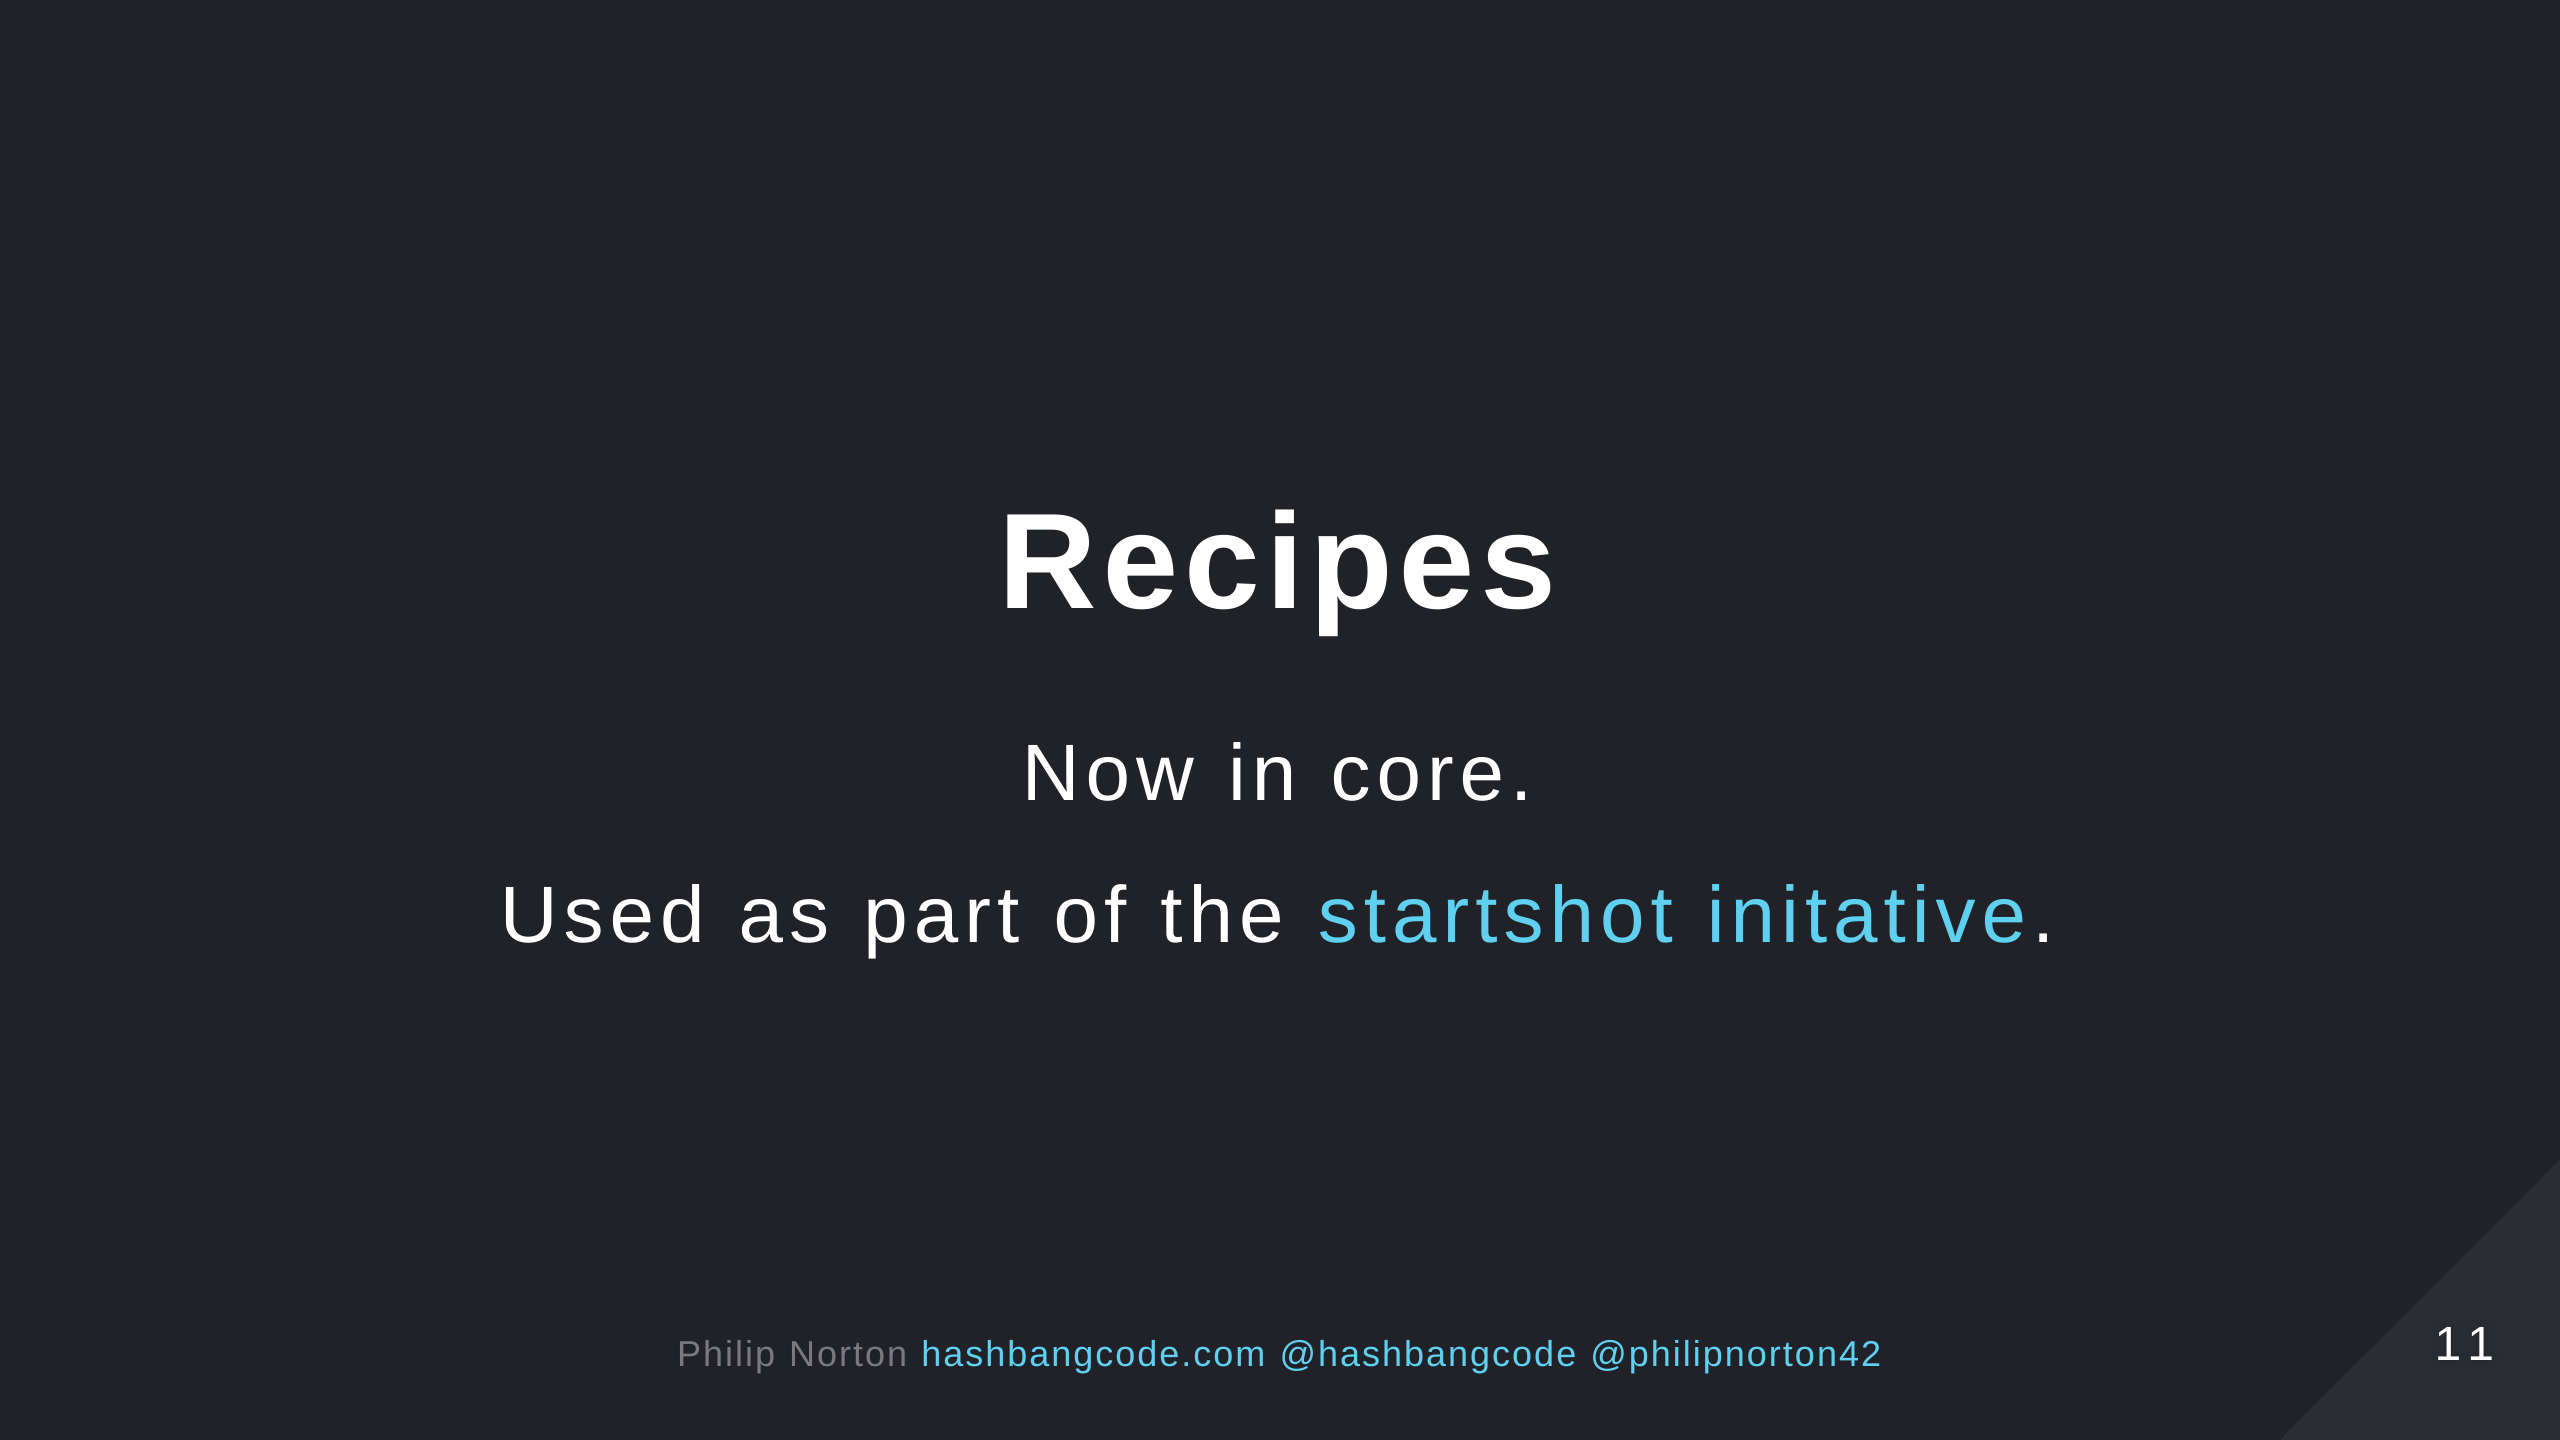 Recipes
Now in core.
Used as part of the startshot initative.
Philip Norton hashbangcode.com @hashbangcode @philipnorton42
11